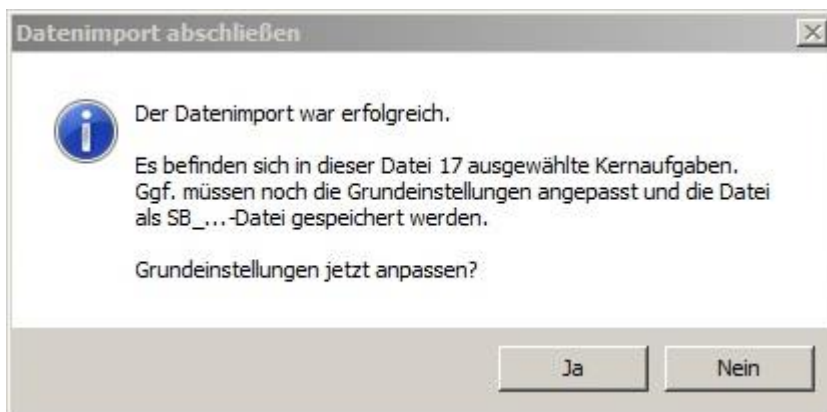 Datenimport abschließen
Der Datenimport war erfolgreich.
Es befinden sich in dieser Datei 17 ausgewählte Kernaufgaben.
Ggf. müssen noch die Grundeinstellungen angepasst und die Datei
als SB_...-Datei gespeichert werden.
Grundeinstellungen jetzt anpassen?
Ja
Nein